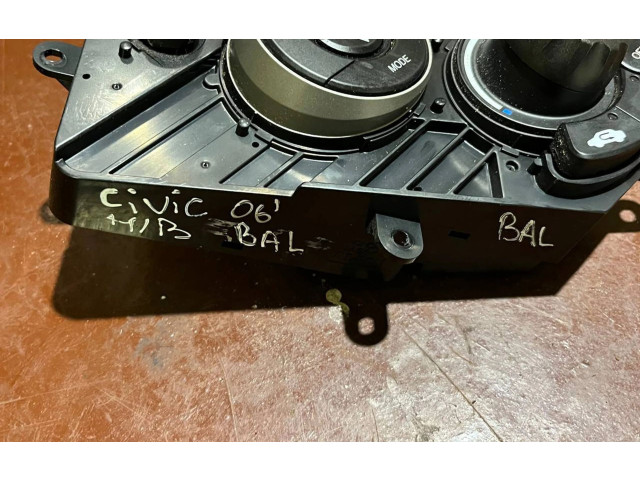 MODE
CIVIC 06'
H/B BAL
BAL